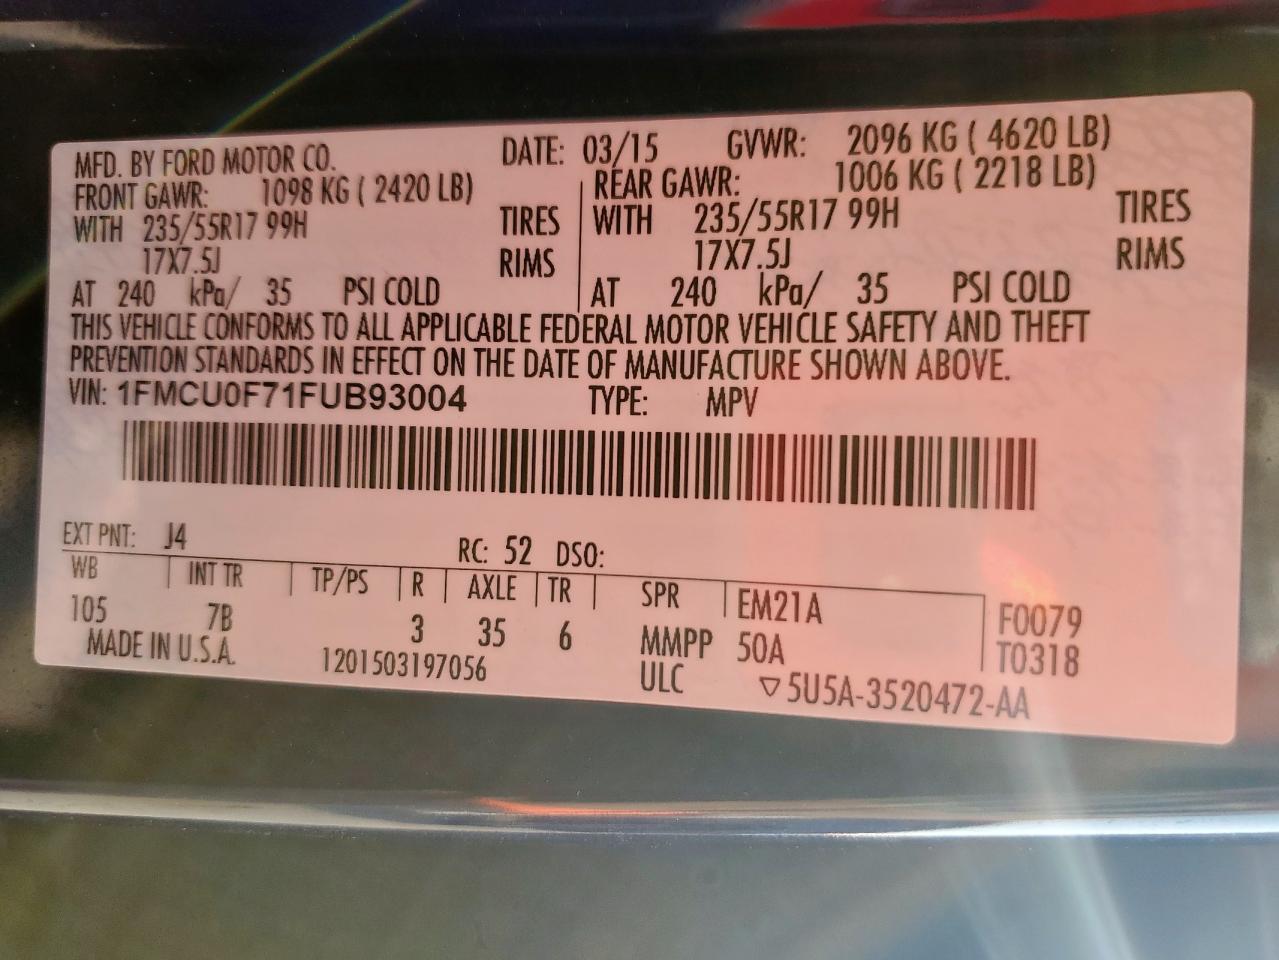 MFD. BY FORD MOTOR CO. DATE: 03/15 GVWR: 2096 KG ( 4620 LB)
FRONT GAWR: 1098 KG ( 2420 LB) REAR GAWR: 1006 KG ( 2218 LB)
WITH 235/55R17 99H TIRES WITH 235/55R17 99H TIRES
17X7.5J RIMS 17X7.5J RIMS
AT 240 kPa/ 35 PSI COLD AT 240 kPa/ 35 PSI COLD
THIS VEHICLE CONFORMS TO ALL APPLICABLE FEDERAL MOTOR VEHICLE SAFETY AND THEFT
PREVENTION STANDARDS IN EFFECT ON THE DATE OF MANUFACTURE SHOWN ABOVE.
VIN: 1FMCU0F71FUB93004 TYPE: MPV
EXT PNT: J4 RC: 52 DSO:
WB INT TR TP/PS R AXLE TR SPR EM21A F0079
105 7B 3 35 6 MMPP 50A T0318
MADE IN U.S.A. 1201503197056 ULC ▽5U5A-3520472-AA